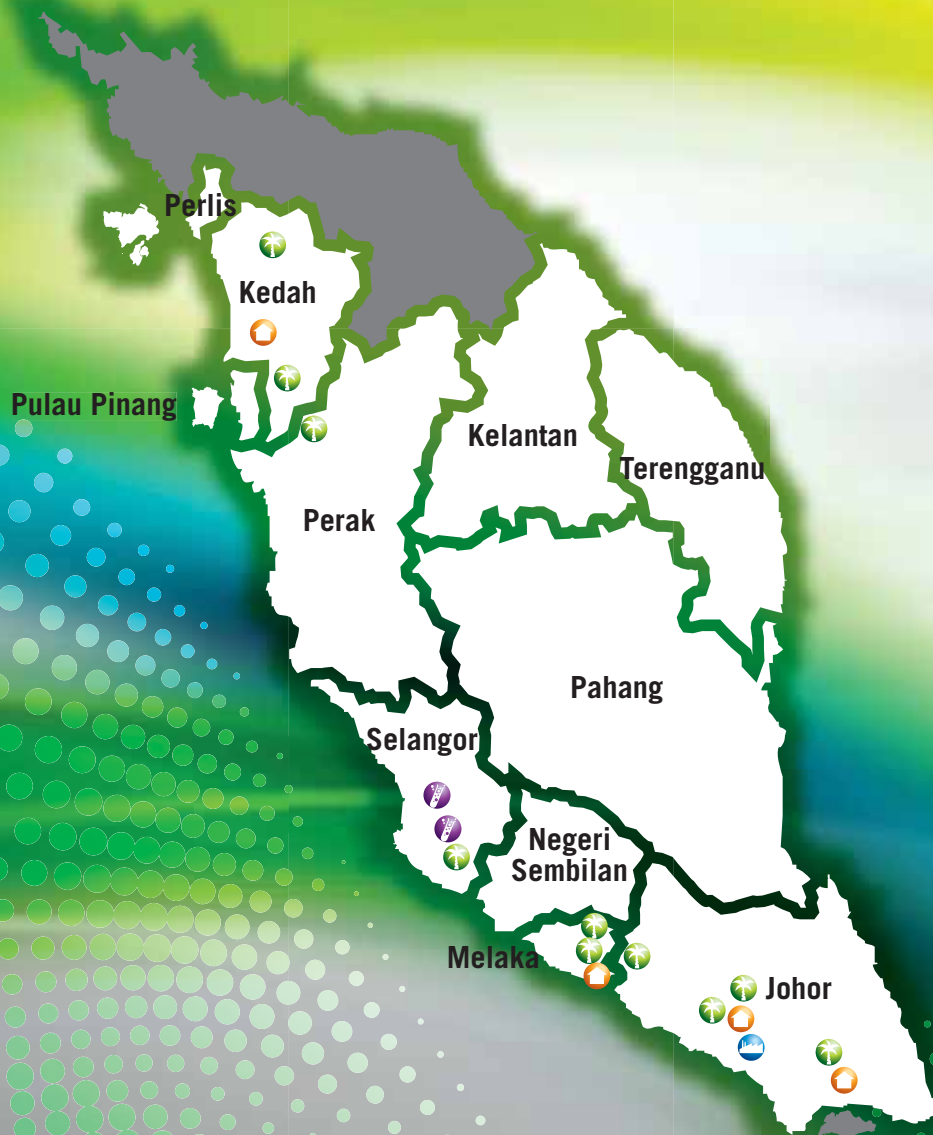 Perlis
Kedah
Pulau Pinang
Kelantan
Terengganu
Perak
Pahang
Selangor
Negeri
Sembilan
Melaka
Johor